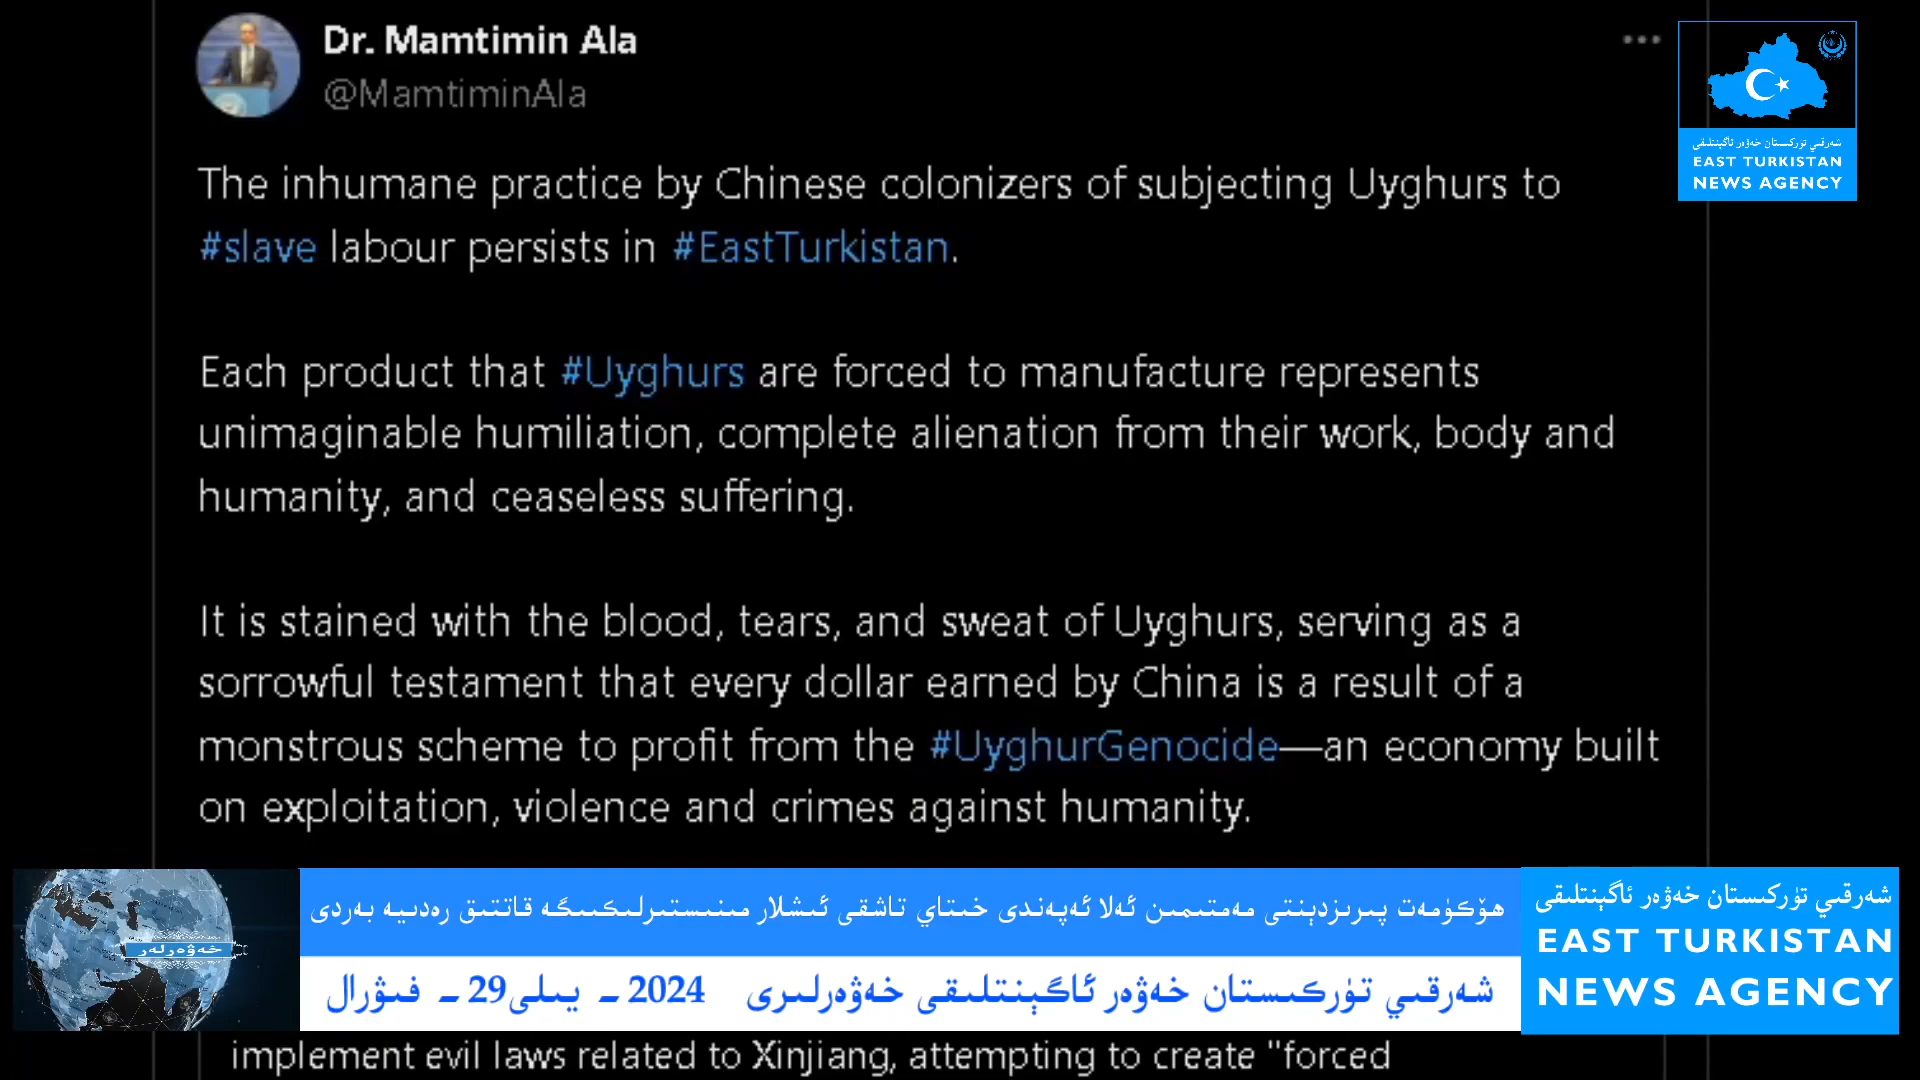 Dr. Mamtimin Ala
@MamtiminAla
شەرقىي تۈركىستان خەۋەر ئاگېنتلىقى
EAST TURKISTAN
NEWS AGENCY
The inhumane practice by Chinese colonizers of subjecting Uyghurs to
#slave labour persists in #EastTurkistan.
Each product that #Uyghurs are forced to manufacture represents
unimaginable humiliation, complete alienation from their work, body and
humanity, and ceaseless suffering.
It is stained with the blood, tears, and sweat of Uyghurs, serving as a
sorrowful testament that every dollar earned by China is a result of a
monstrous scheme to profit from the #UyghurGenocide—an economy built
on exploitation, violence and crimes against humanity.
خەۋەرلەر
ھۆكۈمەت پىرىزدېنتى مەمتىمىن ئەلا ئەپەندى خىتاي تاشقى ئىشلار مىنىستىرلىكىگە قاتتىق رەدىيە بەردى
شەرقىي تۈركىستان خەۋەر ئاگېنتلىقى خەۋەرلىرى 2024 ـ يىلى29 ـ فىۋرال
شەرقىي تۈركىستان خەۋەر ئاگېنتلىقى
EAST TURKISTAN
NEWS AGENCY
implement evil laws related to Xinjiang, attempting to create "forced